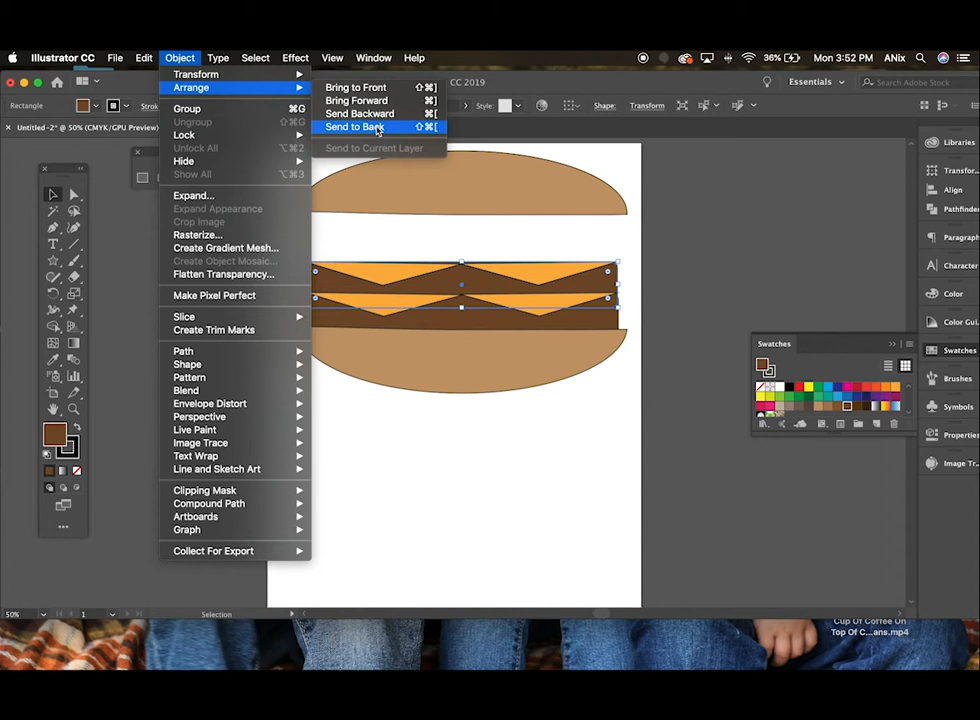 Illustrator CC File Edit Object Type Select Effect View Window Help 36% Mon 3:52 PM ANix
CC 2019 Essentials Search Adobe Stock
Rectangle Strok Style: Shape: Transform
Untitled-2* @ 50% (CMYK/GPU Preview)
Transform
Arrange
Group ⌘G
Ungroup ⇧⌘G
Lock
Unlock All ⌥⌘2
Hide
Show All ⌥⌘3
Expand...
Expand Appearance
Crop Image
Rasterize...
Create Gradient Mesh...
Create Object Mosaic...
Flatten Transparency...
Make Pixel Perfect
Slice
Create Trim Marks
Path
Shape
Pattern
Blend
Envelope Distort
Perspective
Live Paint
Image Trace
Text Wrap
Line and Sketch Art
Clipping Mask
Compound Path
Artboards
Graph
Collect For Export
Bring to Front ⇧⌘]
Bring Forward ⌘]
Send Backward ⌘[
Send to Back ⇧⌘[
Send to Current Layer
Libraries
Transfor...
Align
Pathfinde
Paragraph
Character
Color
Color Gui.
Swatches
Brushes
Symbols
Properties
Image Tr...
Swatches
50% 1 Selection
Cup Of Coffee On
Top Of C...ans.mp4